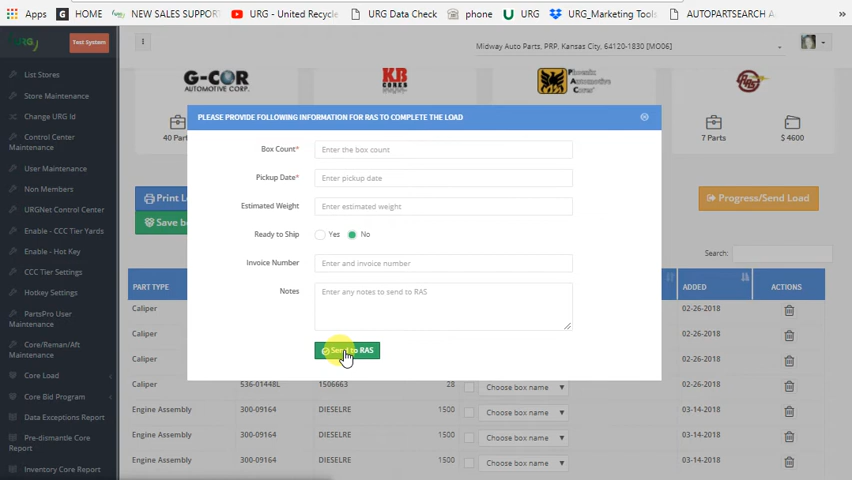 Apps
HOME
NEW SALES SUPPORT
URG - United Recycle
URG Data Check
phone
URG
URG_Marketing Tools
AUTOPARTSEARCH A
URG
Test System
Midway Auto Parts, PRP, Kansas City, 64120-1830 [MO06]
List Stores
Store Maintenance
Change URG Id
Control Center
Maintenance
User Maintenance
Non Members
URGNet Control Center
Enable - CCC Tier Yards
Enable - Hot Key
CCC Tier Settings
Hotkey Settings
PartsPro User
Maintenance
Core/Reman/Aft
Maintenance
Core Load
Core Bid Program
Data Exceptions Report
Pre-dismantle Core
Report
Inventory Core Report
G-COR
AUTOMOTIVE CORP.
KB
CORES
Phoenix
Automotive
Cores
40 Parts
7 Parts
$ 4600
Print L
Progress/Send Load
Save b
Search:
PLEASE PROVIDE FOLLOWING INFORMATION FOR RAS TO COMPLETE THE LOAD
Box Count*
Enter the box count
Pickup Date*
Enter pickup date
Estimated Weight
Enter estimated weight
Ready to Ship
Yes
No
Invoice Number
Enter and invoice number
Notes
Enter any notes to send to RAS
Send to RAS
PART TYPE
ADDED
ACTIONS
Caliper
02-26-2018
Caliper
02-26-2018
Caliper
02-26-2018
Caliper 536-01448L 1506663 28 Choose box name 02-26-2018
Engine Assembly 300-09164 DIESELRE 1500 Choose box name 03-14-2018
Engine Assembly 300-09164 DIESELRE 1500 Choose box name 03-14-2018
Engine Assembly 300-09164 DIESELRE 1500 Choose box name 03-14-2018